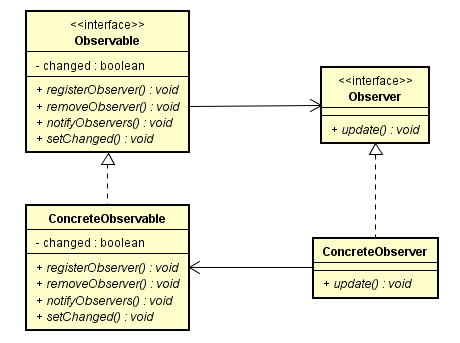 <<interface>>
Observable
- changed : boolean
+ registerObserver() : void
+ removeObserver() : void
+ notifyObservers() : void
+ setChanged() : void
<<interface>>
Observer
+ update() : void
ConcreteObservable
- changed : boolean
+ registerObserver() : void
+ removeObserver() : void
+ notifyObservers() : void
+ setChanged() : void
ConcreteObserver
+ update() : void